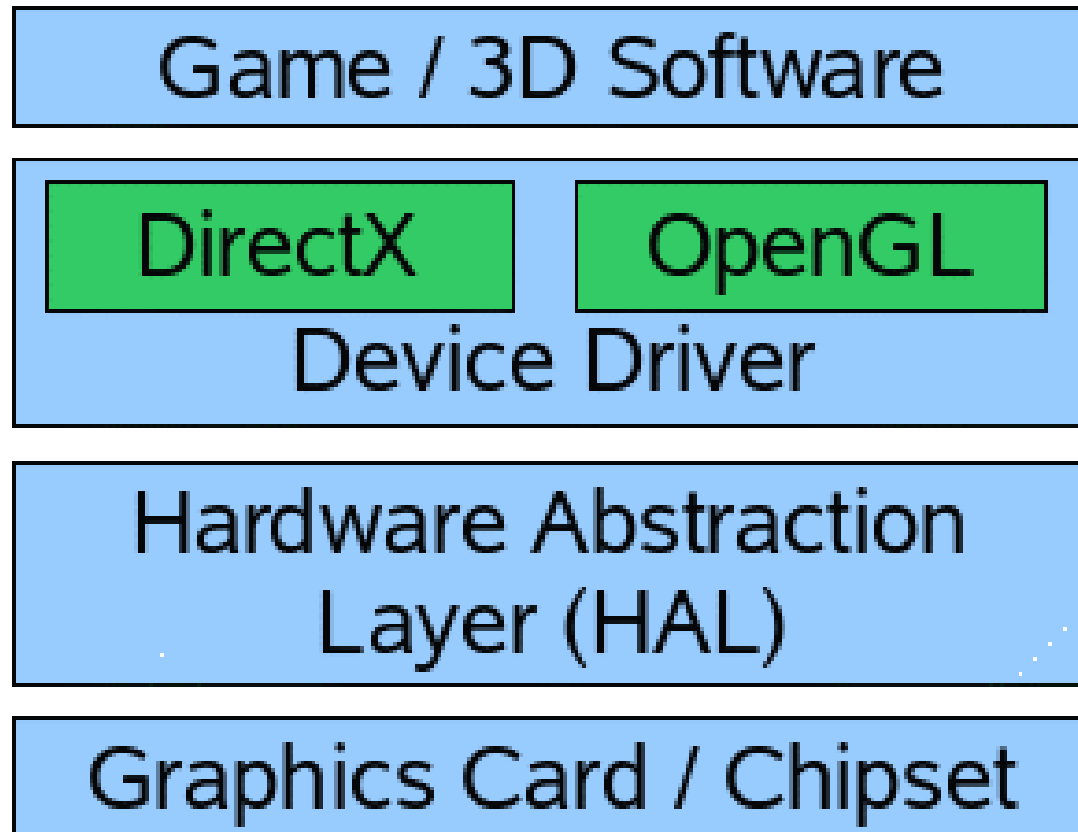 Game / 3D Software
DirectX OpenGL
Device Driver
Hardware Abstraction
Layer (HAL)
Graphics Card / Chipset